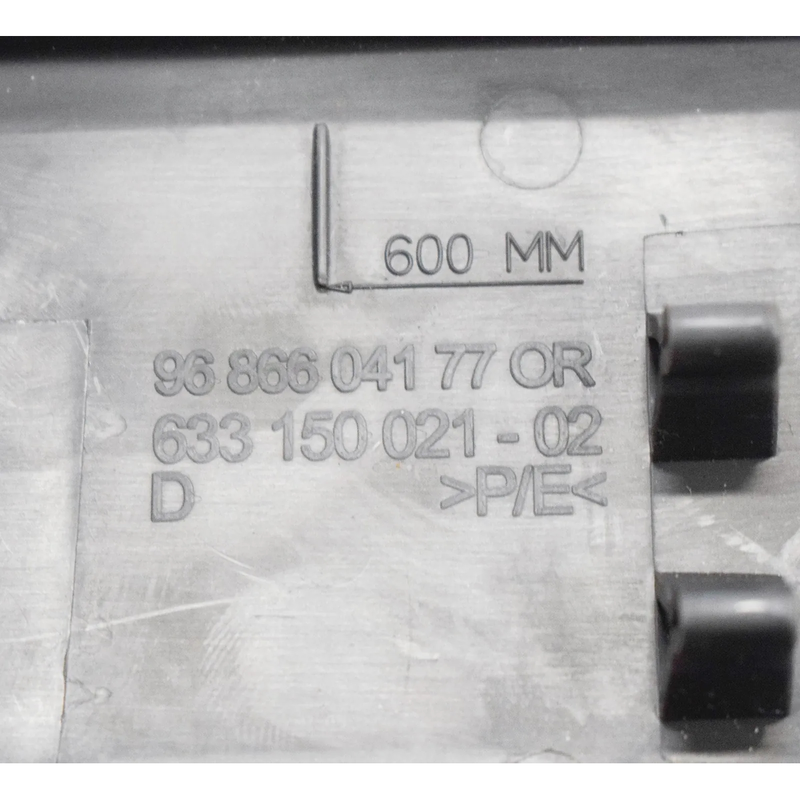 600 MM
96 866 041 77 OR
633 150 021 - 02
D >P/E<